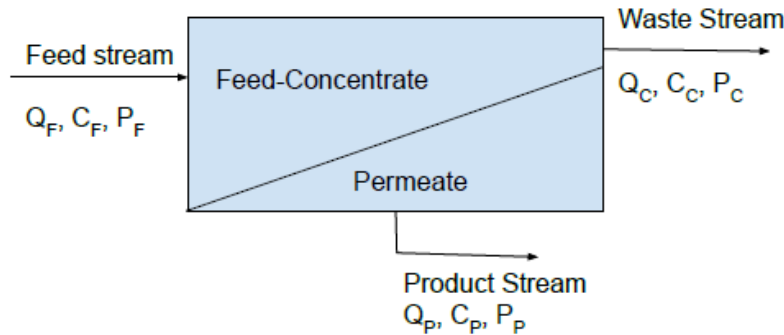 Waste Stream
Feed stream
Feed-Concentrate
Q_C, C_C, P_C
Q_F, C_F, P_F
Permeate
Product Stream
Q_P, C_P, P_P